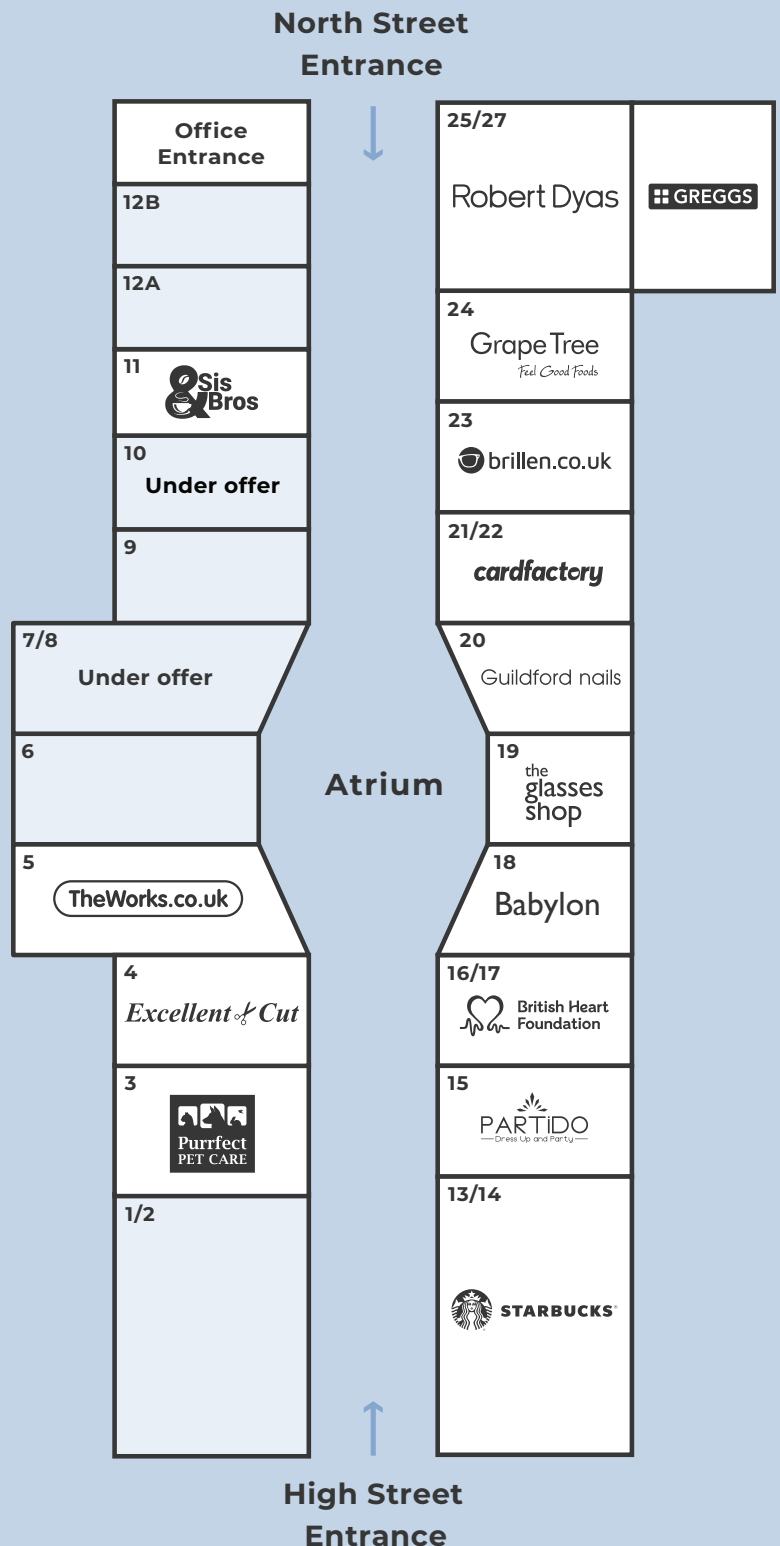 North Street
Entrance
Office
Entrance
12B
12A
11
&Sis
Bros
10
Under offer
9
7/8
Under offer
6
5
TheWorks.co.uk
4
Excellent Cut
3
Purrfect
PET CARE
1/2
25/27
Robert Dyas
GREGGS
24
Grape Tree
Feel Good Foods
23
brillen.co.uk
21/22
cardfactory
20
Guildford nails
Atrium
19
the
glasses
shop
18
Babylon
16/17
British Heart
Foundation
15
PARTiDO
Dress Up and Party
13/14
STARBUCKS®
High Street
Entrance